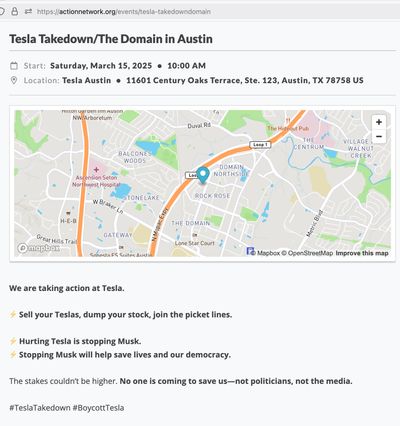 https://actionnetwork.org/events/tesla-takedowndomain
Tesla Takedown/The Domain in Austin
Start: Saturday, March 15, 2025 • 10:00 AM
Location: Tesla Austin • 11601 Century Oaks Terrace, Ste. 123, Austin, TX 78758 US
Hilton Garden Inn
NW/Arboretum
Duval Rd
The Hideout Pub
+
−
Loop 1
BALCONES
WOODS
THE
CENTRUM
VILLAGE
WALNUT
CREEK
DOMAIN
NORTHSIDE
Ascension Seton
Northwest Hospital
STONELAKE
ROCK ROSE
W Braker Ln
H-E-B
N Mopac Expy
THE DOMAIN
Metric Blvd
Great Hills Trail
GATEWAY
Lone Star Court
Sonesta ES Suites Austin
mapbox
© Mapbox © OpenStreetMap Improve this map
We are taking action at Tesla.
⚡ Sell your Teslas, dump your stock, join the picket lines.
⚡ Hurting Tesla is stopping Musk.
⚡ Stopping Musk will help save lives and our democracy.
The stakes couldn't be higher. No one is coming to save us—not politicians, not the media.
#TeslaTakedown #BoycottTesla